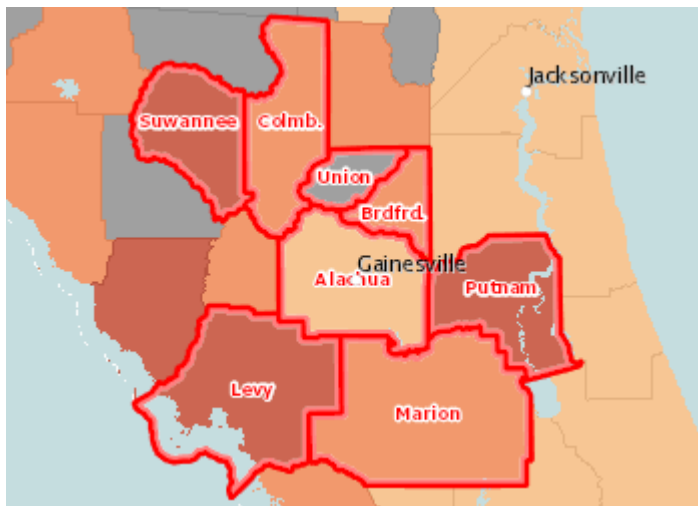 Jacksonville
Suwannee
Colmb.
Union
Brdfrd.
Gainesville
Alachua
Putnam
Levy
Marion